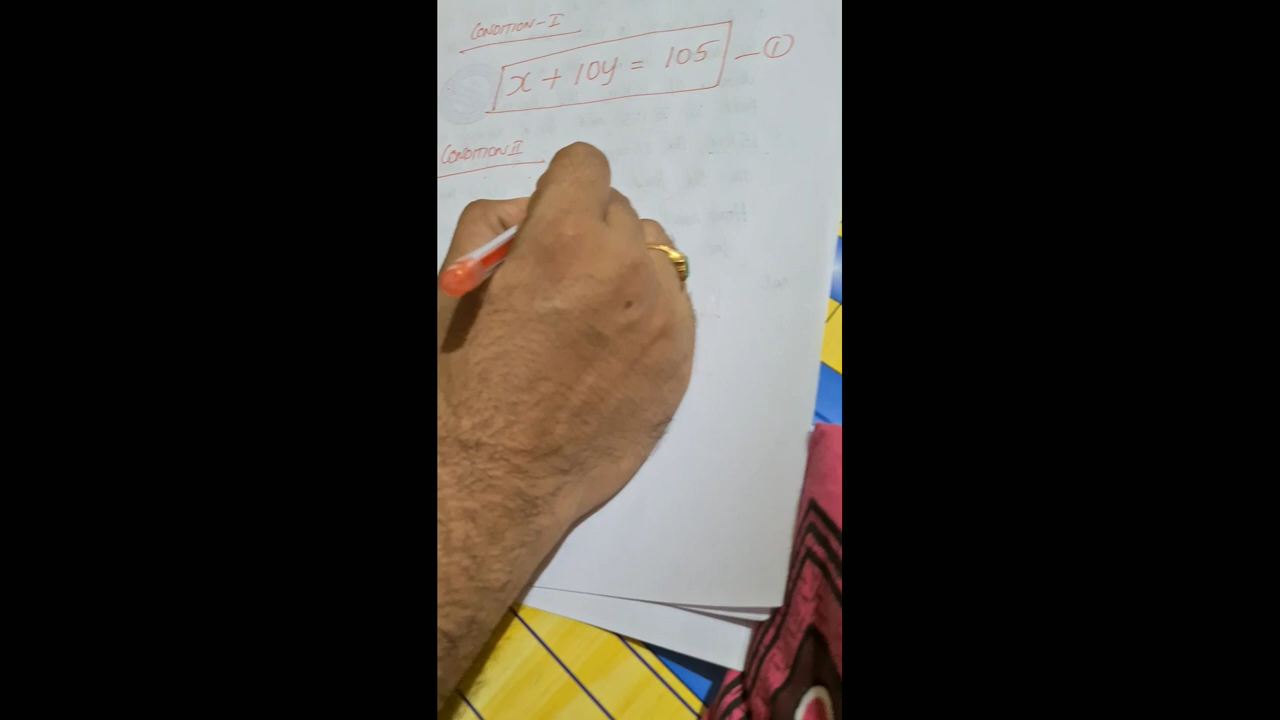 CONDITION-I
x + 10y = 105 — ①
CONDITION II